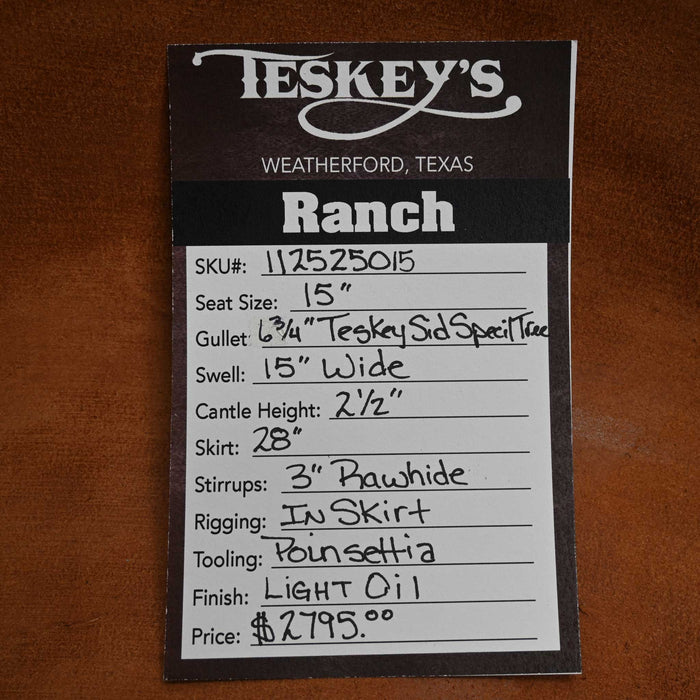 TESKEY'S
WEATHERFORD, TEXAS
Ranch
SKU#: 112525015
Seat Size: 15"
Gullet: 6 3/4" Teskey Sid Specil Tree
Swell: 15" Wide
Cantle Height: 2 1/2"
Skirt: 28"
Stirrups: 3" Rawhide
Rigging: In Skirt
Tooling: Poinsettia
Finish: LIGHT Oil
Price: $2795.00